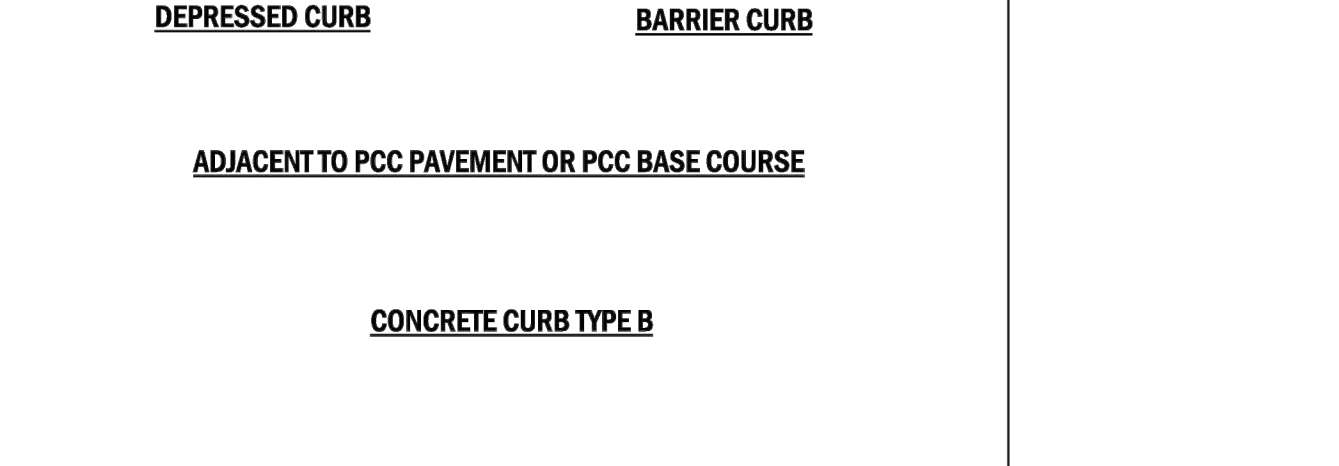 DEPRESSED CURB
BARRIER CURB
ADJACENT TO PCC PAVEMENT OR PCC BASE COURSE
CONCRETE CURB TYPE B